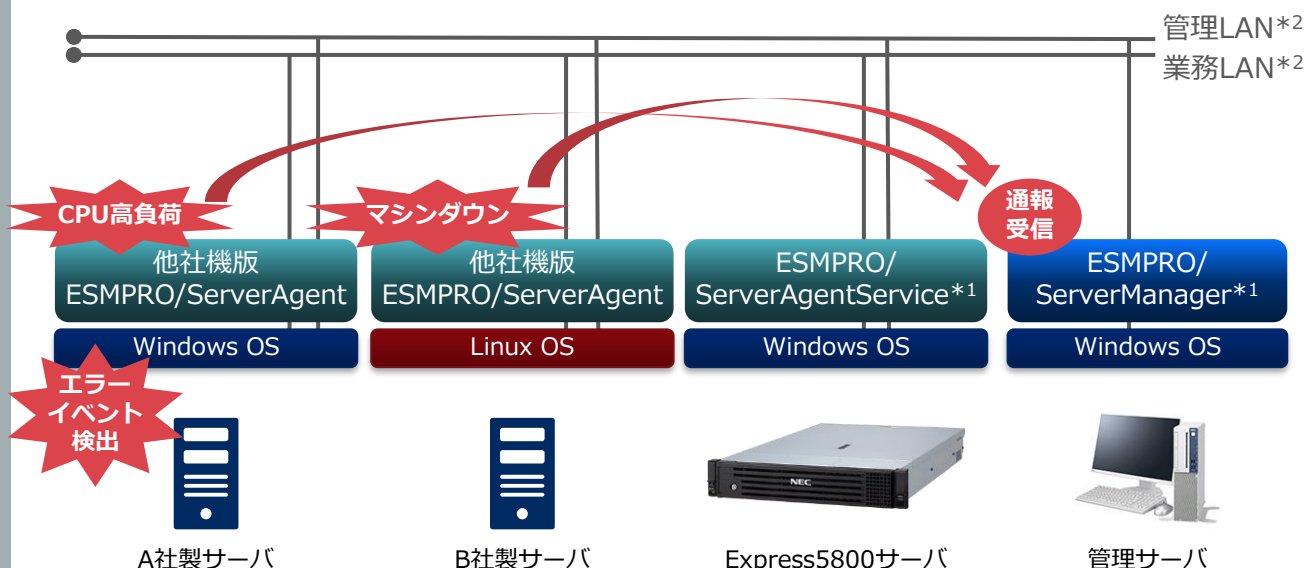 管理LAN*2
業務LAN*2
CPU高負荷
マシンダウン
通報
受信
他社機版
ESMPRO/ServerAgent
他社機版
ESMPRO/ServerAgent
ESMPRO/
ServerAgentService*1
ESMPRO/
ServerManager*1
Windows OS
Linux OS
Windows OS
Windows OS
エラー
イベント
検出
NEC
A社製サーバ
B社製サーバ
Express5800サーバ
管理サーバ